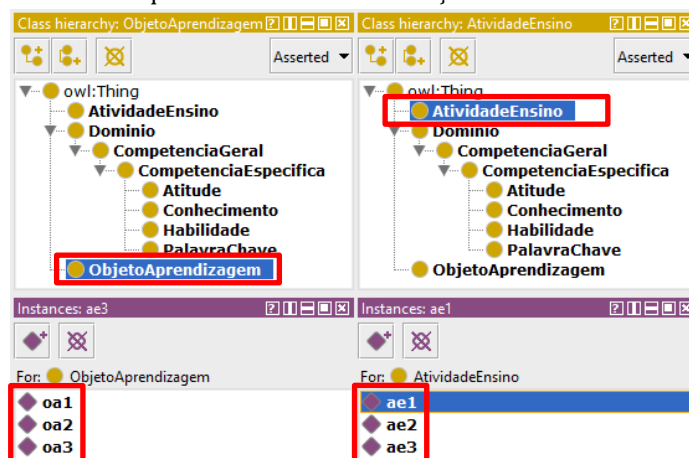 Class hierarchy: ObjetoAprendizagem
Asserted
owl:Thing
AtividadeEnsino
Dominio
CompetenciaGeral
CompetenciaEspecifica
Atitude
Conhecimento
Habilidade
PalavraChave
ObjetoAprendizagem
Instances: ae3
For: ObjetoAprendizagem
oa1
oa2
oa3
Class hierarchy: AtividadeEnsino
Asserted
owl:Thing
AtividadeEnsino
Dominio
CompetenciaGeral
CompetenciaEspecifica
Atitude
Conhecimento
Habilidade
PalavraChave
ObjetoAprendizagem
Instances: ae1
For: AtividadeEnsino
ae1
ae2
ae3